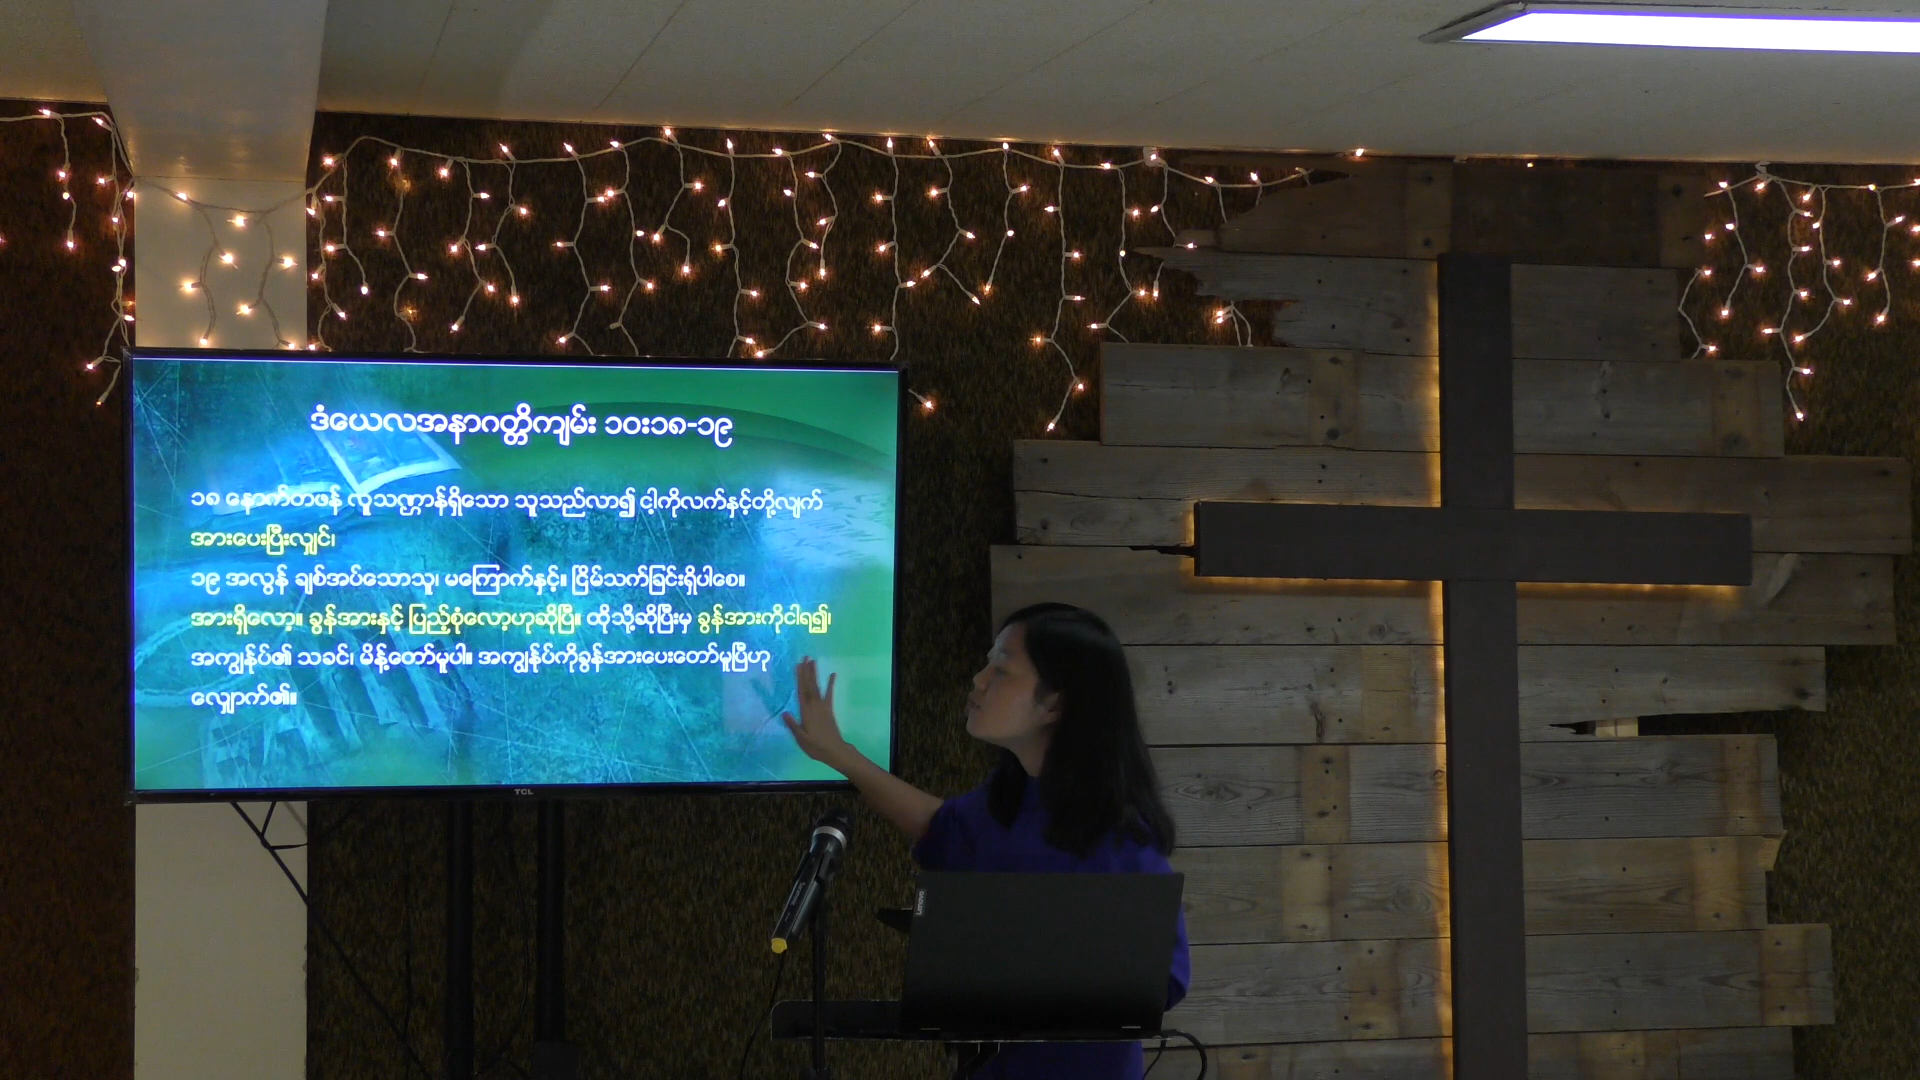 ဒံယေလအနာဂတ္တိကျမ်း ၁၀း၁၈-၁၉
၁၈ နောက်တဖန် လူသဏ္ဌာန်ရှိသော သူသည်လာ၍ ငါ့ကိုလက်နှင့်တို့လျက်
အားပေးပြီးလျှင်၊
၁၉ အလွန် ချစ်အပ်သောသူ၊ မကြောက်နှင့်။ ငြိမ်သက်ခြင်းရှိပါစေ။
အားရှိလော့။ ခွန်အားနှင့် ပြည့်စုံလော့ဟုဆိုပြီ။ ထိုသို့ဆိုပြီးမှ ခွန်အားကိုငါရ၍၊
အကျွန်ုပ်၏ သခင်၊ မိန့်တော်မူပါ။ အကျွန်ုပ်ကိုခွန်အားပေးတော်မူပြီဟု
လျှောက်၏။
TCL
Lenovo